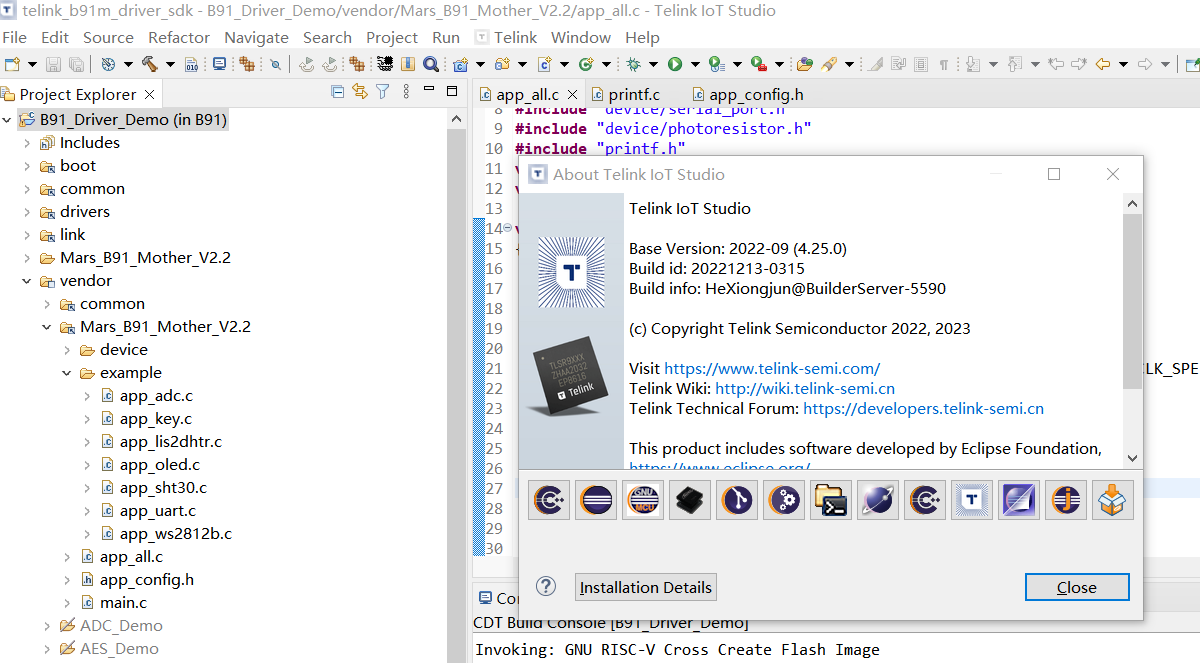 telink_b91m_driver_sdk - B91_Driver_Demo/vendor/Mars_B91_Mother_V2.2/app_all.c - Telink IoT Studio
File Edit Source Refactor Navigate Search Project Run Telink Window Help
Project Explorer
B91_Driver_Demo (in B91)
Includes
boot
common
drivers
link
Mars_B91_Mother_V2.2
vendor
common
Mars_B91_Mother_V2.2
device
example
app_adc.c
app_key.c
app_lis2dhtr.c
app_oled.c
app_sht30.c
app_uart.c
app_ws2812b.c
app_all.c
app_config.h
main.c
ADC_Demo
AES_Demo
app_all.c printf.c app_config.h
8 #include "device/serial_port.h"
9 #include "device/photoresistor.h"
10 #include "printf.h"
11
12
13
14
15
16
17
18
19
20
21 CLK_SPE
22
23
24
25
26
27
28
29
30
About Telink IoT Studio
Telink IoT Studio
Base Version: 2022-09 (4.25.0)
Build id: 20221213-0315
Build info: HeXiongjun@BuilderServer-5590
(c) Copyright Telink Semiconductor 2022, 2023
Visit https://www.telink-semi.com/
Telink Wiki: http://wiki.telink-semi.cn
Telink Technical Forum: https://developers.telink-semi.cn
This product includes software developed by Eclipse Foundation,
https://www.eclipse.org/
T
TLSR9XXX
ZHAA2032
EP8616
Telink
GNU
MCU
Installation Details
Close
CDT Build Console [B91_Driver_Demo]
Invoking: GNU RISC-V Cross Create Flash Image